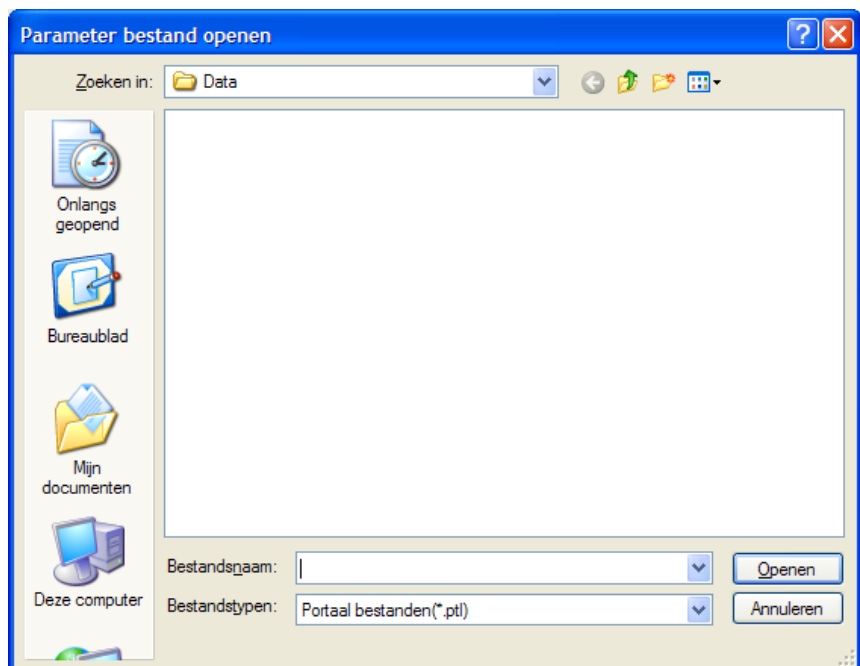 Parameter bestand openen
Zoeken in:
Data
Onlangs
geopend
Bureaublad
Mijn
documenten
Deze computer
Bestandsnaam:
Openen
Bestandstypen:
Portaal bestanden(*.ptl)
Annuleren